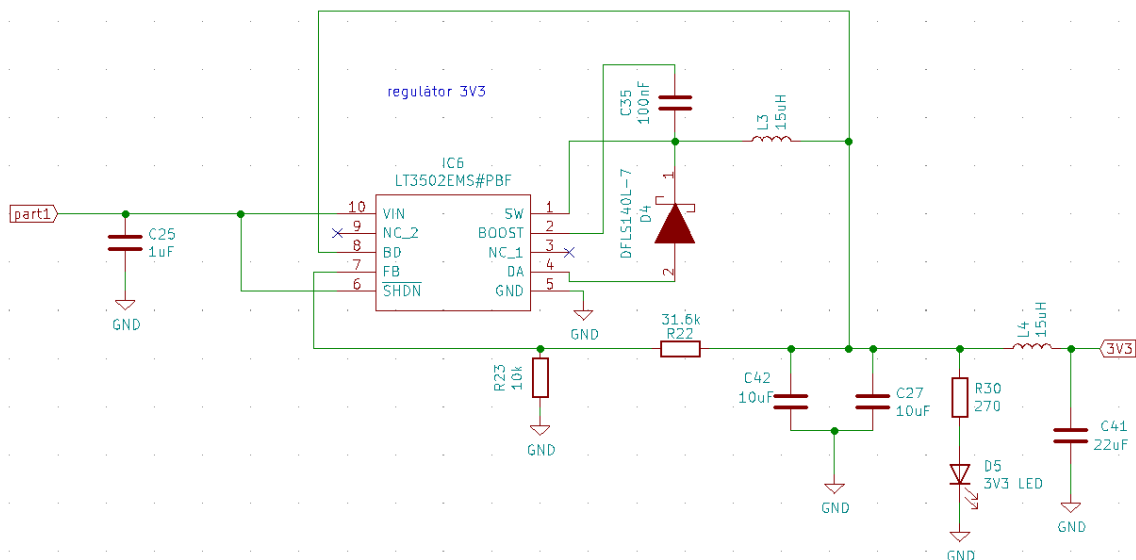 regulátor 3V3
C35
100nF
L3
15uH
IC6
LT3502EMS#PBF
part1
C25
1uF
10
VIN
SW
1
9
NC_2
BOOST
2
8
BD
NC_1
3
7
FB
DA
4
6
SHDN
GND
5
GND
GND
1
DFLS140L-7
D4
2
31.6k
R22
R23
10k
GND
C42
10uF
C27
10uF
GND
R30
270
D5
3V3 LED
GND
L4
15uH
3V3
C41
22uF
GND